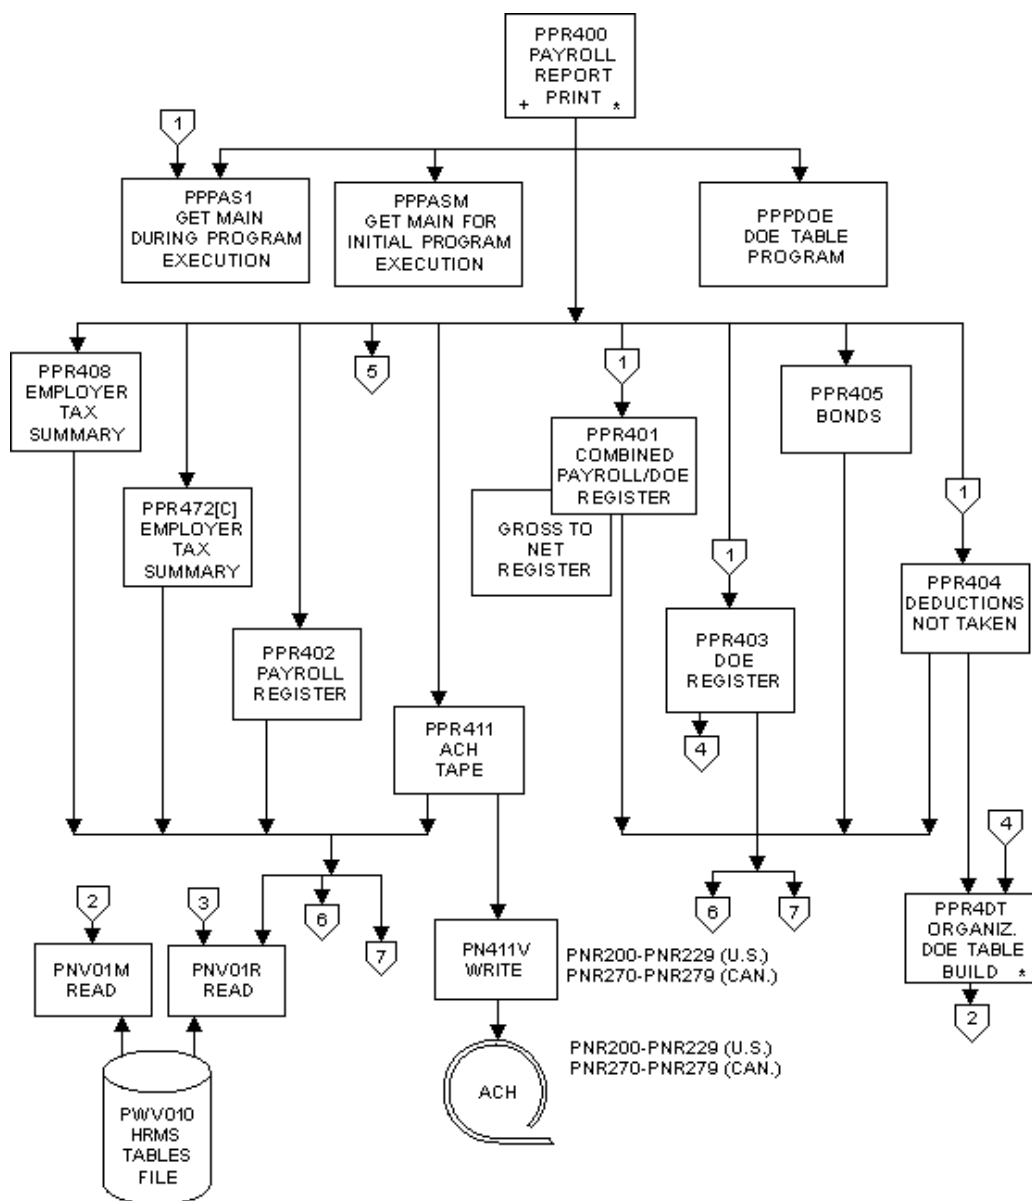 PPR400
PAYROLL
REPORT
PRINT
+ *
1
PPPAS1
GET MAIN
DURING PROGRAM
EXECUTION
PPPASM
GET MAIN FOR
INITIAL PROGRAM
EXECUTION
PPPDOE
DOE TABLE
PROGRAM
PPR408
EMPLOYER
TAX
SUMMARY
5
1
PPR405
BONDS
PPR401
COMBINED
PAYROLL/DOE
REGISTER
PPR472[C]
EMPLOYER
TAX
SUMMARY
GROSS TO
NET
REGISTER
1
1
PPR404
DEDUCTIONS
NOT TAKEN
PPR402
PAYROLL
REGISTER
PPR403
DOE
REGISTER
PPR411
ACH
TAPE
4
4
2
3
6
7
6
7
PPR4DT
ORGANIZ.
DOE TABLE
BUILD *
2
PNV01M
READ
PNV01R
READ
PN411V
WRITE
PNR200-PNR229 (U.S.)
PNR270-PNR279 (CAN.)
ACH
PNR200-PNR229 (U.S.)
PNR270-PNR279 (CAN.)
PWV010
HRMS
TABLES
FILE